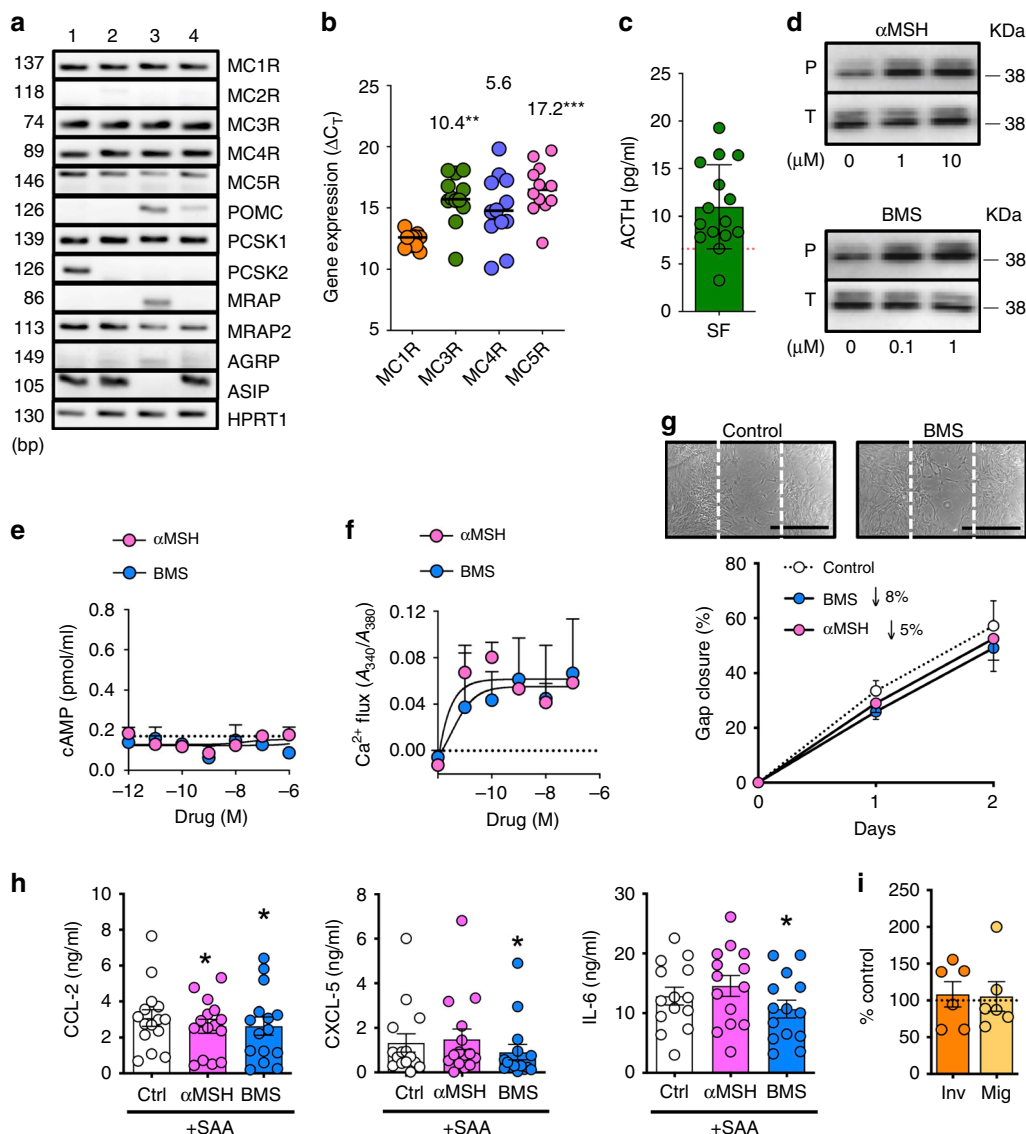 a
1 2 3 4
137 MC1R
118 MC2R
74 MC3R
89 MC4R
146 MC5R
126 POMC
139 PCSK1
126 PCSK2
86 MRAP
113 MRAP2
149 AGRP
105 ASIP
130 HPRT1
(bp)
b
Gene expression (ΔCT)
25
20
15
10
5
10.4**
5.6
17.2***
MC1R MC3R MC4R MC5R
c
ACTH (pg/ml)
25
20
15
10
5
0
SF
d
αMSH KDa
P 38
T 38
(μM) 0 1 10
BMS KDa
P 38
T 38
(μM) 0 0.1 1
e
αMSH
BMS
cAMP (pmol/ml)
0.8
0.6
0.4
0.2
0.0
−12 −10 −8 −6
Drug (M)
f
αMSH
BMS
Ca2+ flux (A340/A380)
0.12
0.08
0.04
0.00
−10 −8 −6
Drug (M)
g
Control BMS
Gap closure (%)
80
60
40
20
0
Control
BMS ↓ 8%
αMSH ↓ 5%
0 1 2
Days
h
CCL-2 (ng/ml)
10
8
6
4
2
0
* *
Ctrl αMSH BMS
+SAA
CXCL-5 (ng/ml)
8
6
4
2
0
*
Ctrl αMSH BMS
+SAA
IL-6 (ng/ml)
30
20
10
0
*
Ctrl αMSH BMS
+SAA
i
% control
250
200
150
100
50
0
Inv Mig